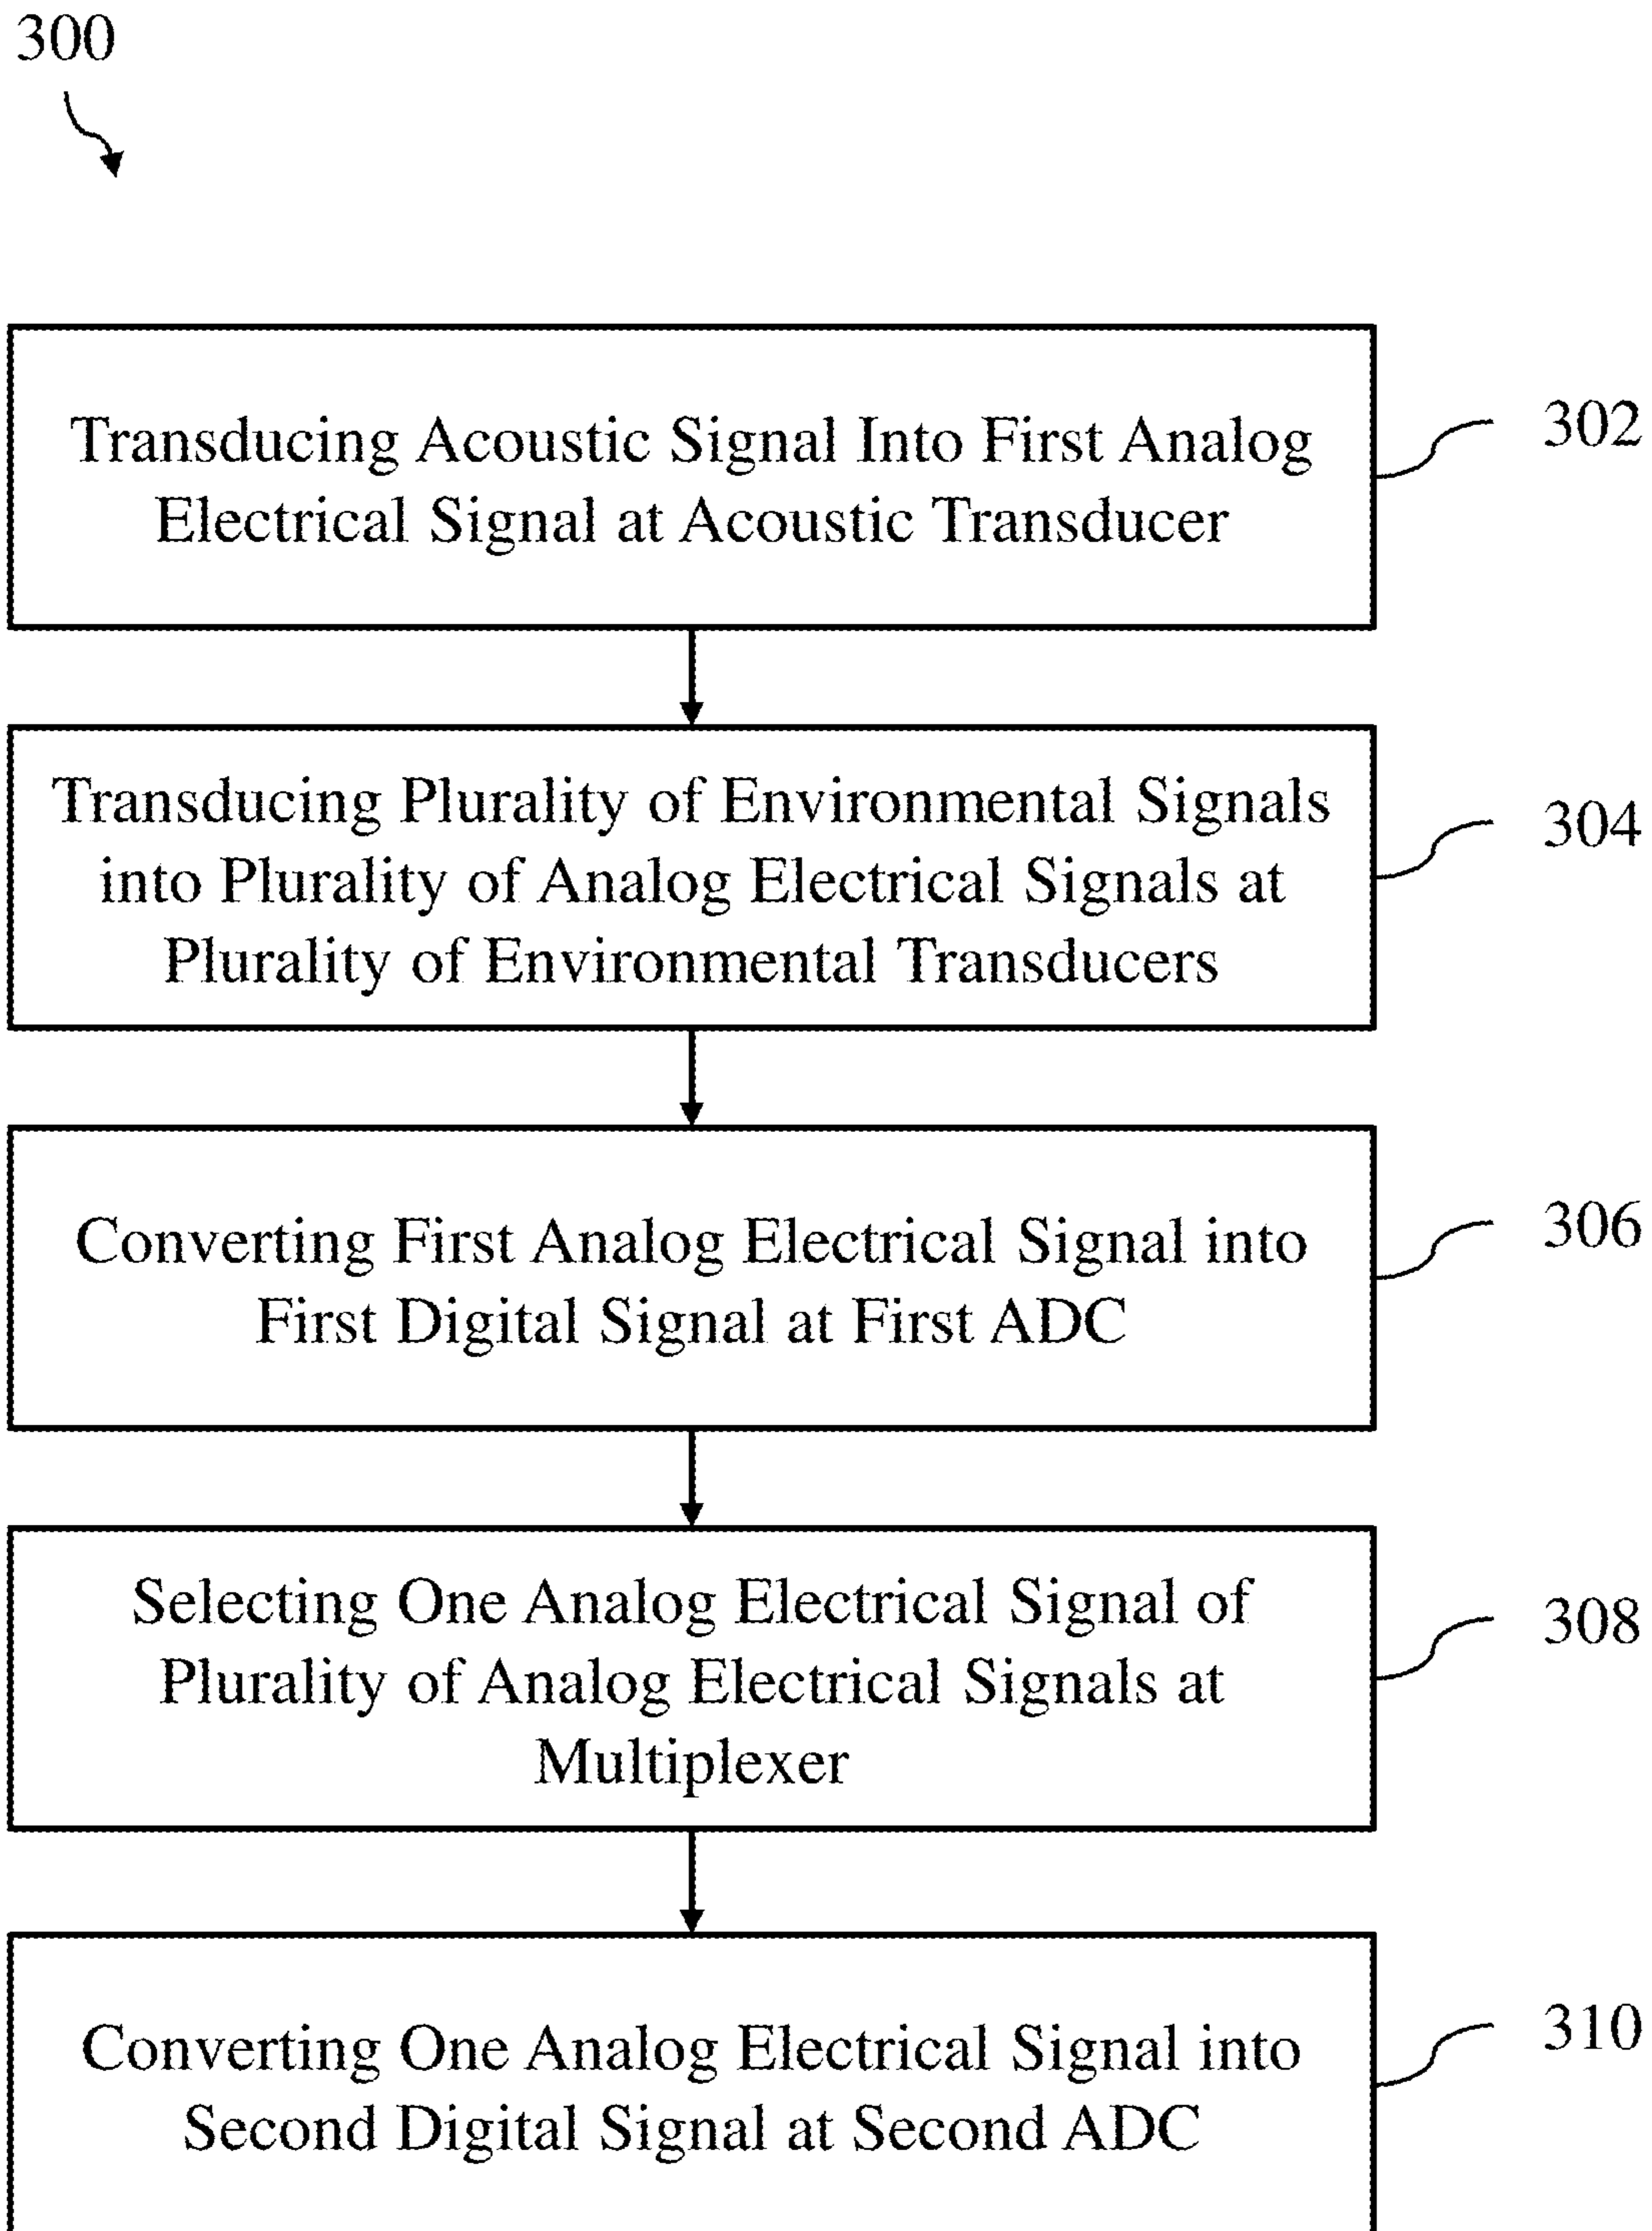 300
Transducing Acoustic Signal Into First Analog
Electrical Signal at Acoustic Transducer
302
Transducing Plurality of Environmental Signals
into Plurality of Analog Electrical Signals at
Plurality of Environmental Transducers
304
Converting First Analog Electrical Signal into
First Digital Signal at First ADC
306
Selecting One Analog Electrical Signal of
Plurality of Analog Electrical Signals at
Multiplexer
308
Converting One Analog Electrical Signal into
Second Digital Signal at Second ADC
310